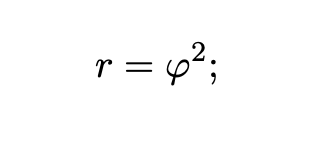 r = φ²;